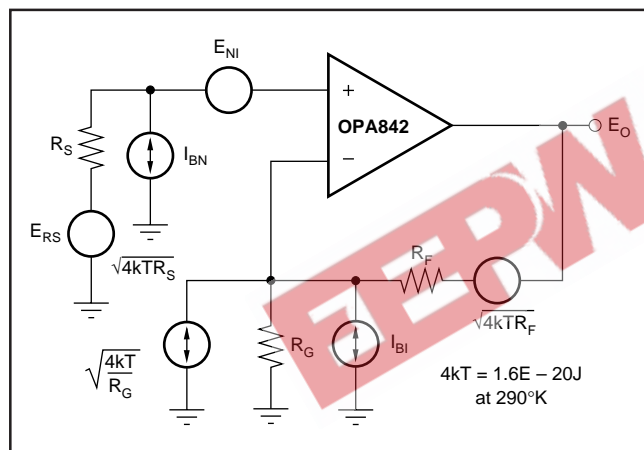 E_NI
+
OPA842
−
E_O
R_S
I_BN
E_RS
√4kTR_S
R_F
√4kTR_F
√4kT/R_G
R_G
I_BI
4kT = 1.6E – 20J
at 290°K
EEPW